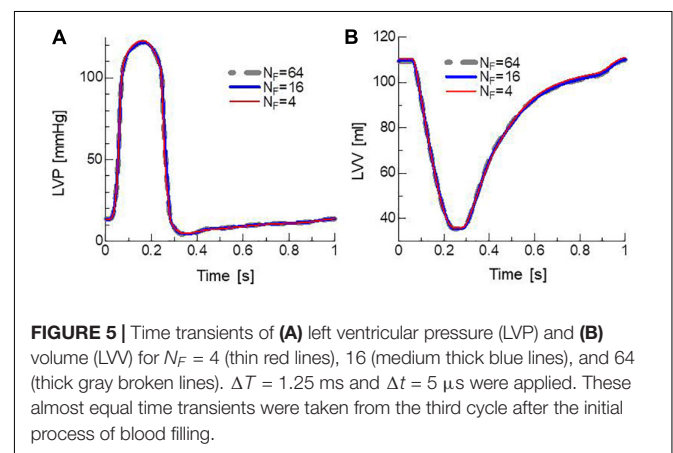 A
B
120
100
50
0
LVP [mmHg]
N_F=64
N_F=16
N_F=4
0 0.2 0.4 0.6 0.8 1
Time [s]
120
100
80
60
40
LVV [ml]
N_F=64
N_F=16
N_F=4
0 0.2 0.4 0.6 0.8 1
Time [s]
FIGURE 5 | Time transients of (A) left ventricular pressure (LVP) and (B)
volume (LVV) for N_F = 4 (thin red lines), 16 (medium thick blue lines), and 64
(thick gray broken lines). ΔT = 1.25 ms and Δt = 5 μs were applied. These
almost equal time transients were taken from the third cycle after the initial
process of blood filling.